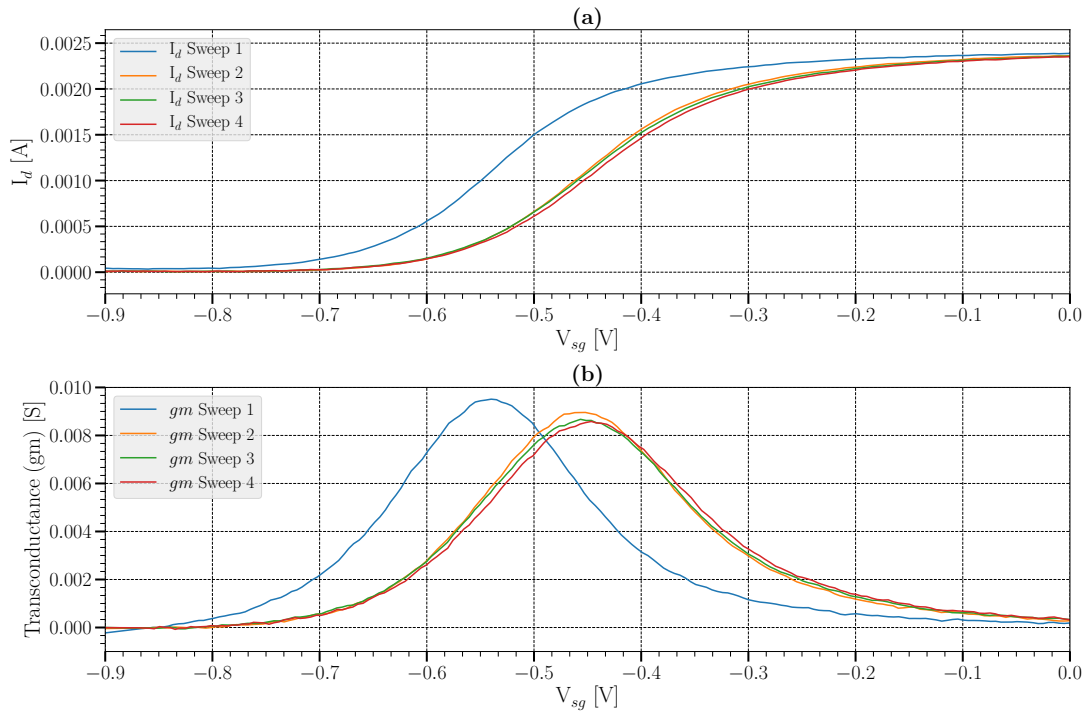 (a)
0.0025
0.0020
0.0015
0.0010
0.0005
0.0000
I_d [A]
I_d Sweep 1
I_d Sweep 2
I_d Sweep 3
I_d Sweep 4
−0.9 −0.8 −0.7 −0.6 −0.5 −0.4 −0.3 −0.2 −0.1 0.0
V_sg [V]
(b)
0.010
0.008
0.006
0.004
0.002
0.000
Transconductance (gm) [S]
gm Sweep 1
gm Sweep 2
gm Sweep 3
gm Sweep 4
−0.9 −0.8 −0.7 −0.6 −0.5 −0.4 −0.3 −0.2 −0.1 0.0
V_sg [V]